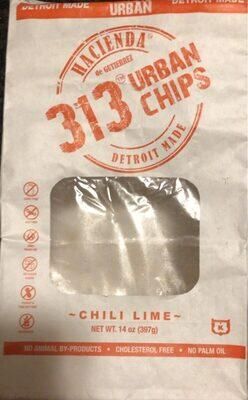 DETROIT MADE URBAN DETROIT MADE
HACIENDA
de GUTIERREZ
313™ URBAN
CHIPS
DETROIT MADE
~CHILI LIME~
NET WT. 14 oz (397g)
K
NO ANIMAL BY-PRODUCTS • CHOLESTEROL FREE • NO PALM OIL